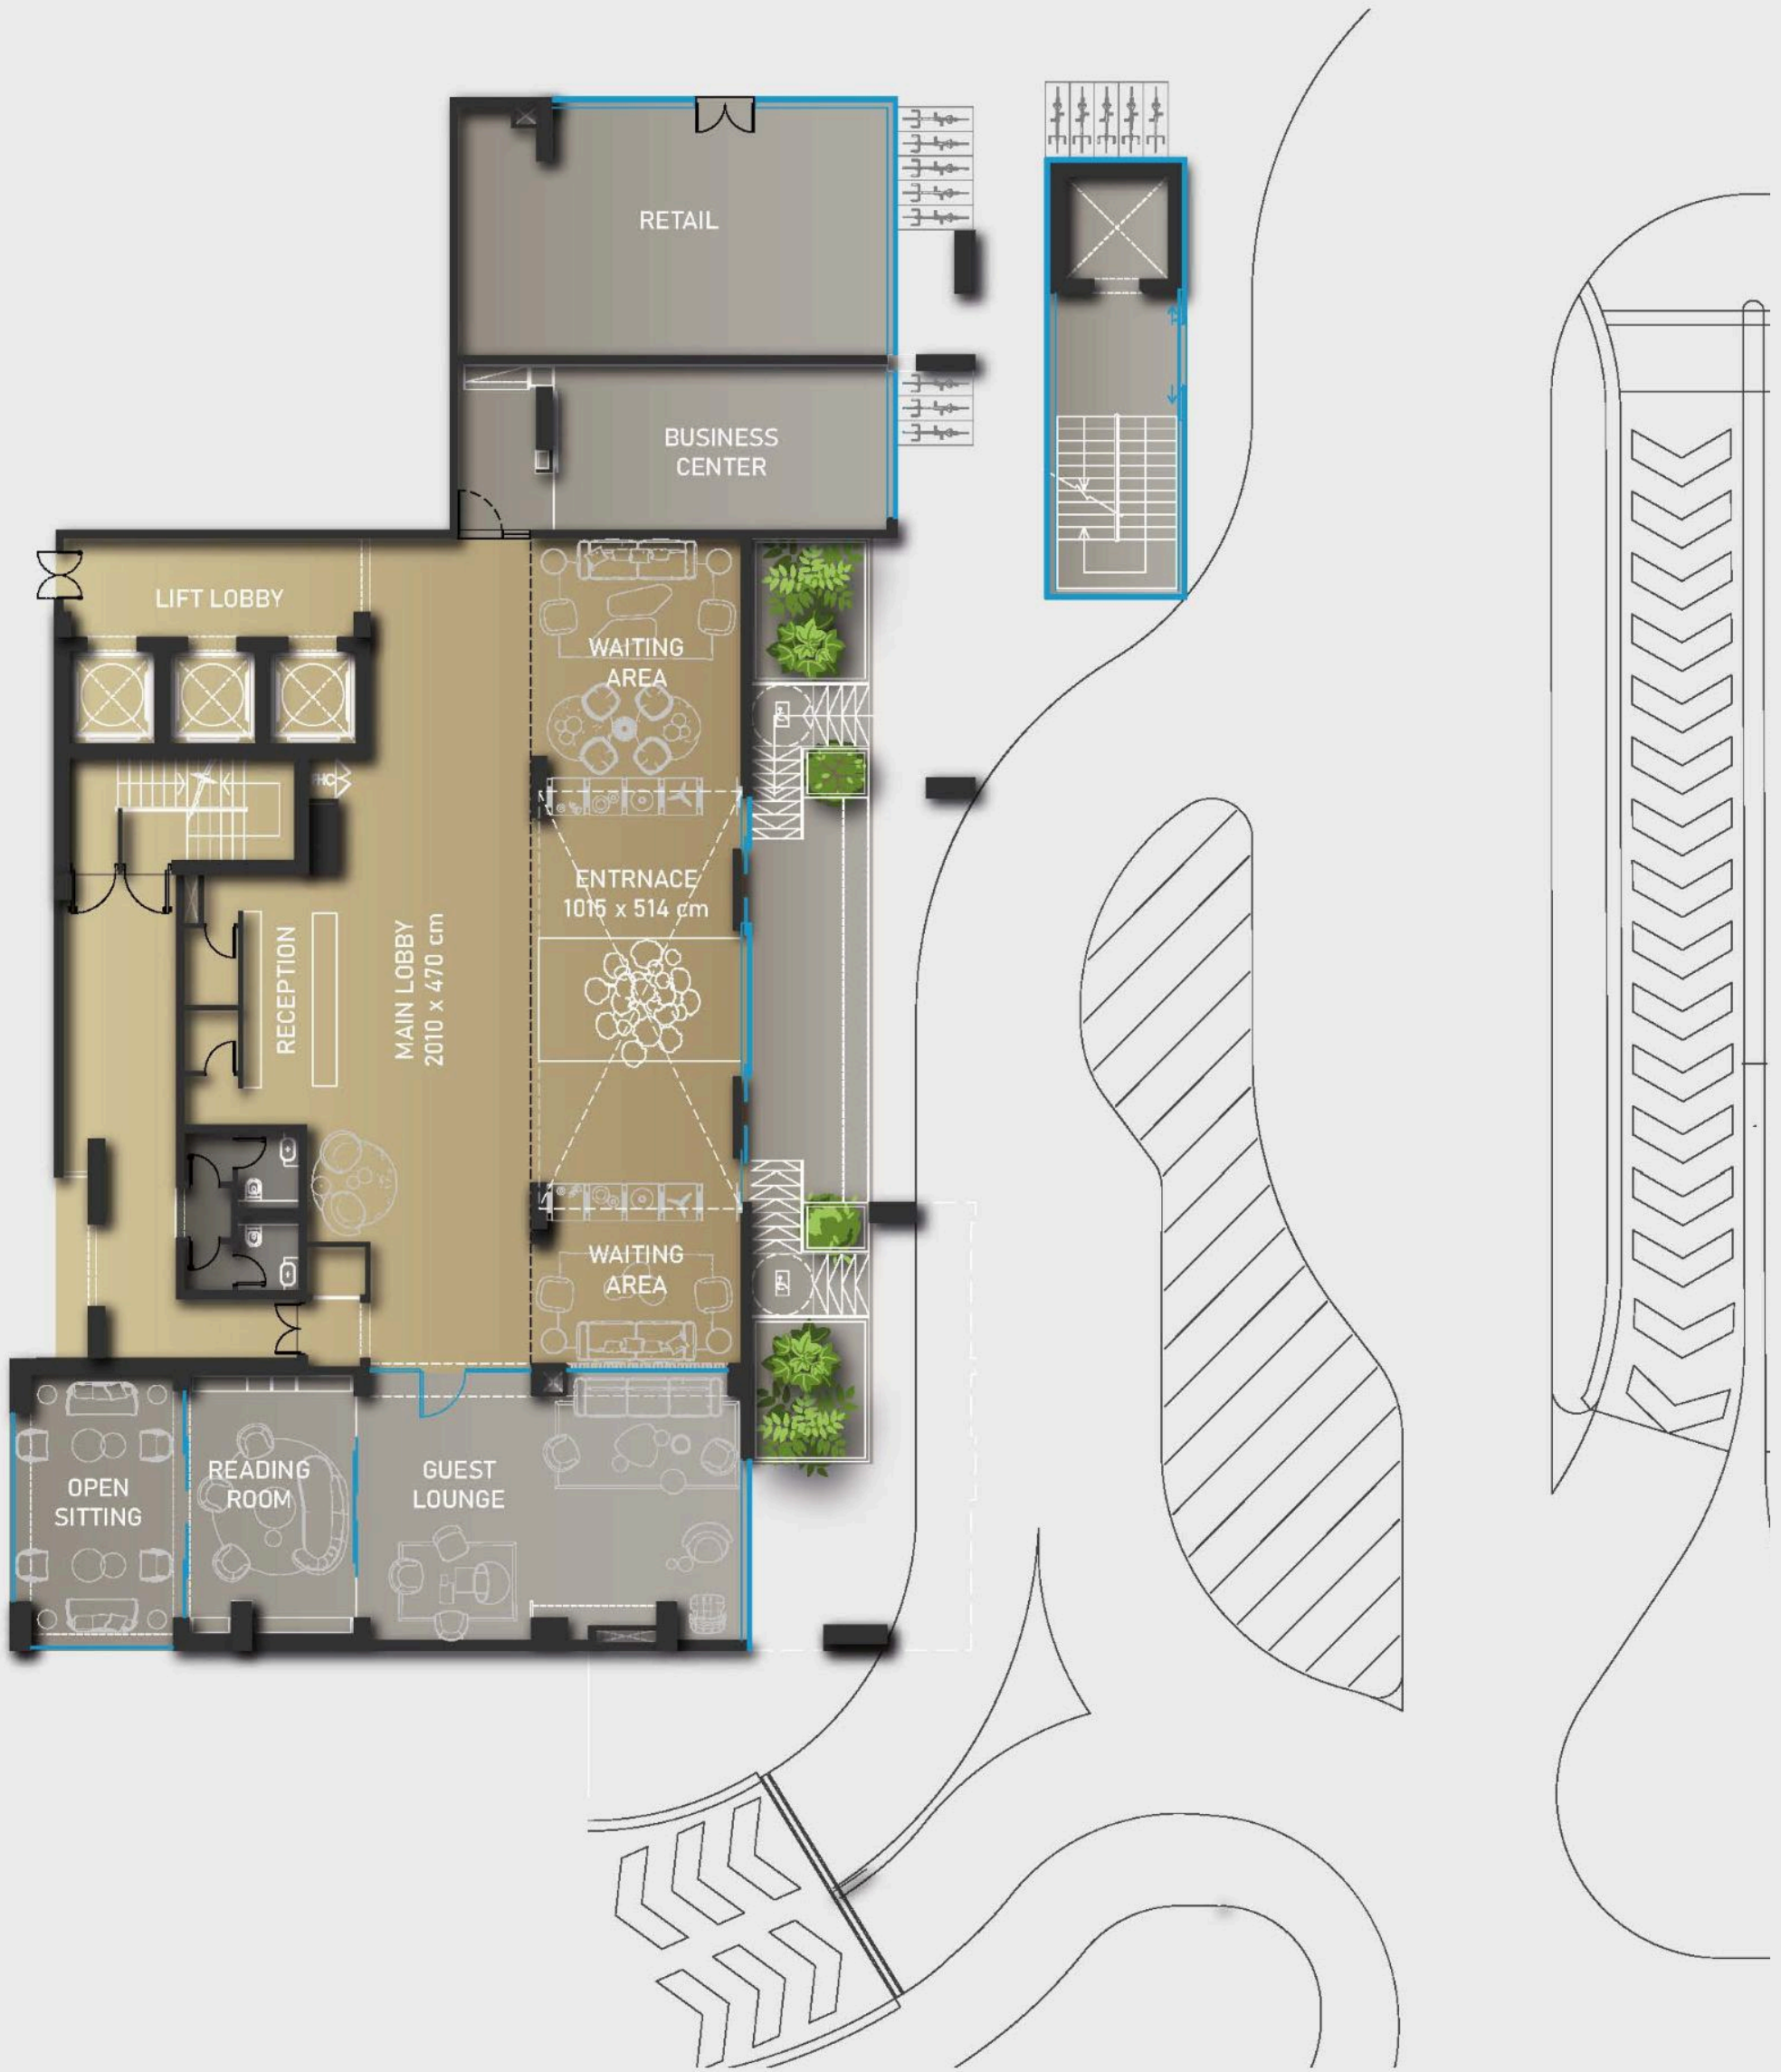 RETAIL
BUSINESS
CENTER
LIFT LOBBY
WAITING
AREA
FHC
ENTRNACE
1015 x 514 cm
RECEPTION
MAIN LOBBY
2010 x 470 cm
WAITING
AREA
OPEN
SITTING
READING
ROOM
GUEST
LOUNGE